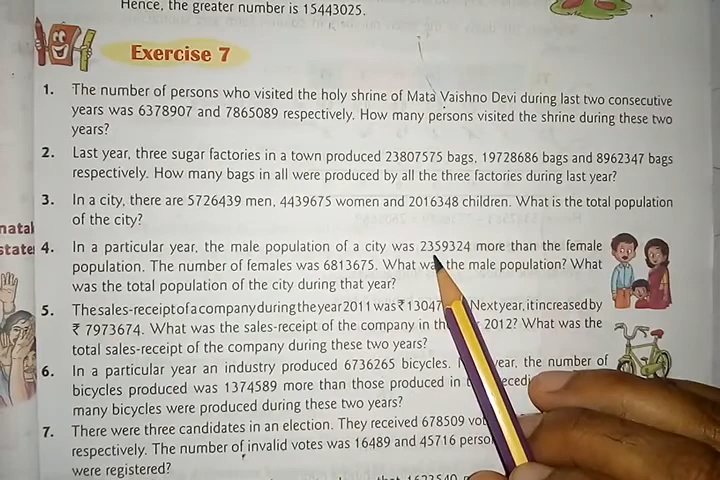 Hence, the greater number is 15443025.
Exercise 7
1. The number of persons who visited the holy shrine of Mata Vaishno Devi during last two consecutive
years was 6378907 and 7865089 respectively. How many persons visited the shrine during these two
years?
2. Last year, three sugar factories in a town produced 23807575 bags, 19728686 bags and 8962347 bags
respectively. How many bags in all were produced by all the three factories during last year?
3. In a city, there are 5726439 men, 4439675 women and 2016348 children. What is the total population
of the city?
4. In a particular year, the male population of a city was 2359324 more than the female
population. The number of females was 6813675. What was the male population? What
was the total population of the city during that year?
5. The sales-receipt of a company during the year 2011 was ₹ 13047 Next year, it increased by
₹ 7973674. What was the sales-receipt of the company in 2012? What was the
total sales-receipt of the company during these two years?
6. In a particular year an industry produced 6736265 bicycles. year, the number of
bicycles produced was 1374589 more than those produced in
many bicycles were produced during these two years?
7. There were three candidates in an election. They received 678509
respectively. The number of invalid votes was 16489 and 45716
were registered?